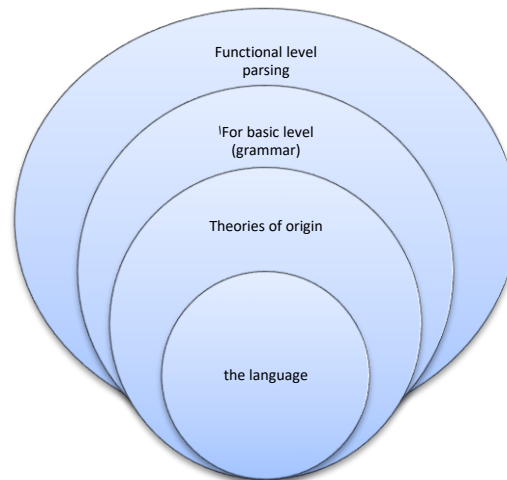 Functional level
parsing
\For basic level
(grammar)
Theories of origin
the language